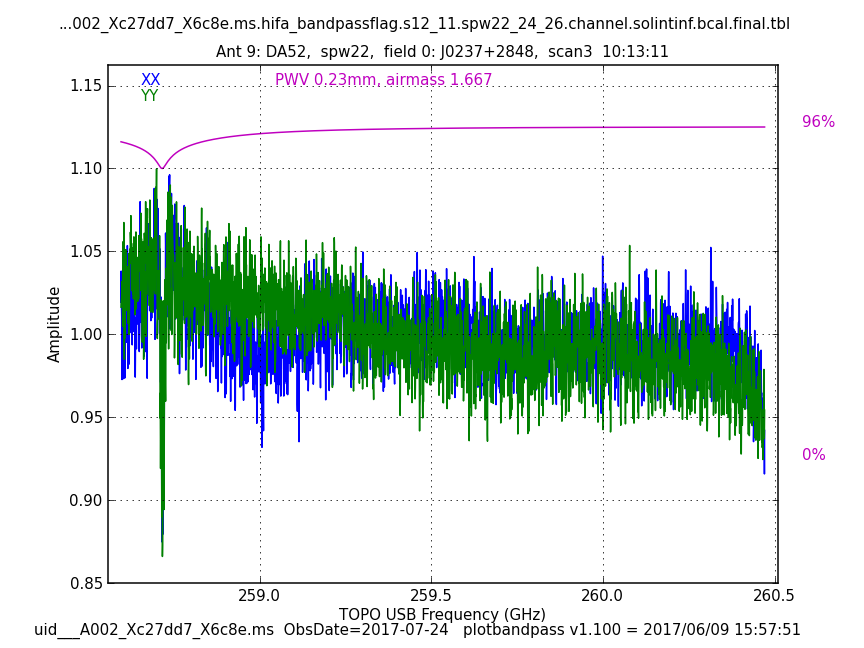 ...002_Xc27dd7_X6c8e.ms.hifa_bandpassflag.s12_11.spw22_24_26.channel.solintinf.bcal.final.tbl
Ant 9: DA52,  spw22,  field 0: J0237+2848,  scan3  10:13:11
XX
PWV 0.23mm, airmass 1.667
YY
1.15
1.10
1.05
1.00
0.95
0.90
0.85
Amplitude
96%
0%
259.0
259.5
260.0
260.5
TOPO USB Frequency (GHz)
uid___A002_Xc27dd7_X6c8e.ms  ObsDate=2017-07-24   plotbandpass v1.100 = 2017/06/09 15:57:51